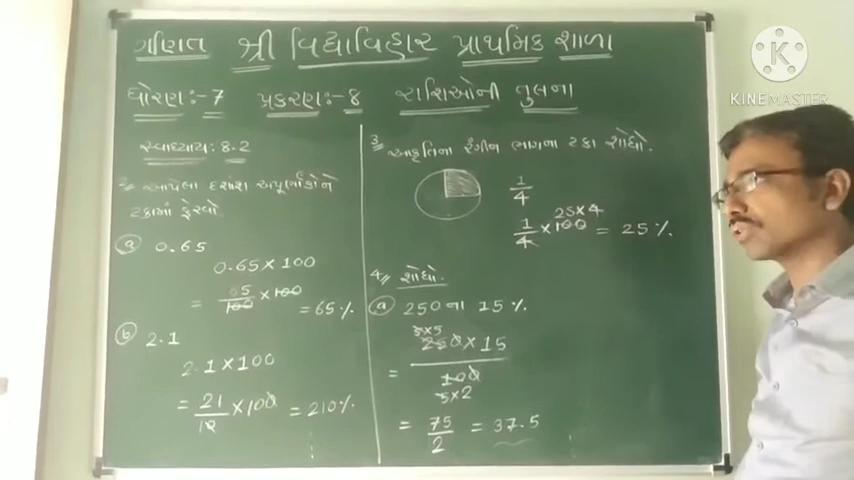 ગણિત શ્રી વિદ્યાવિહાર પ્રાથમિક શાળા
ધોરણ:-7 પ્રકરણ:-8 રાશિઓની તુલના
સ્વાધ્યાય: 8.2
2 આપેલા દશાંશ અપૂર્ણાંકોને
ટકામાં ફેરવો.
(a) 0.65
0.65×100
= 65/100 ×100 = 65%
(b) 2.1
2.1×100
= 21/10 ×100 = 210%
3 આકૃતિના રંગીન ભાગના ટકા શોધો.
1/4
25×4
1/4 ×100 = 25%
4 શોધો.
(a) 250ના 15%
5×5
= 250×15/100
5×2
= 75/2 = 37.5
KINEMASTER